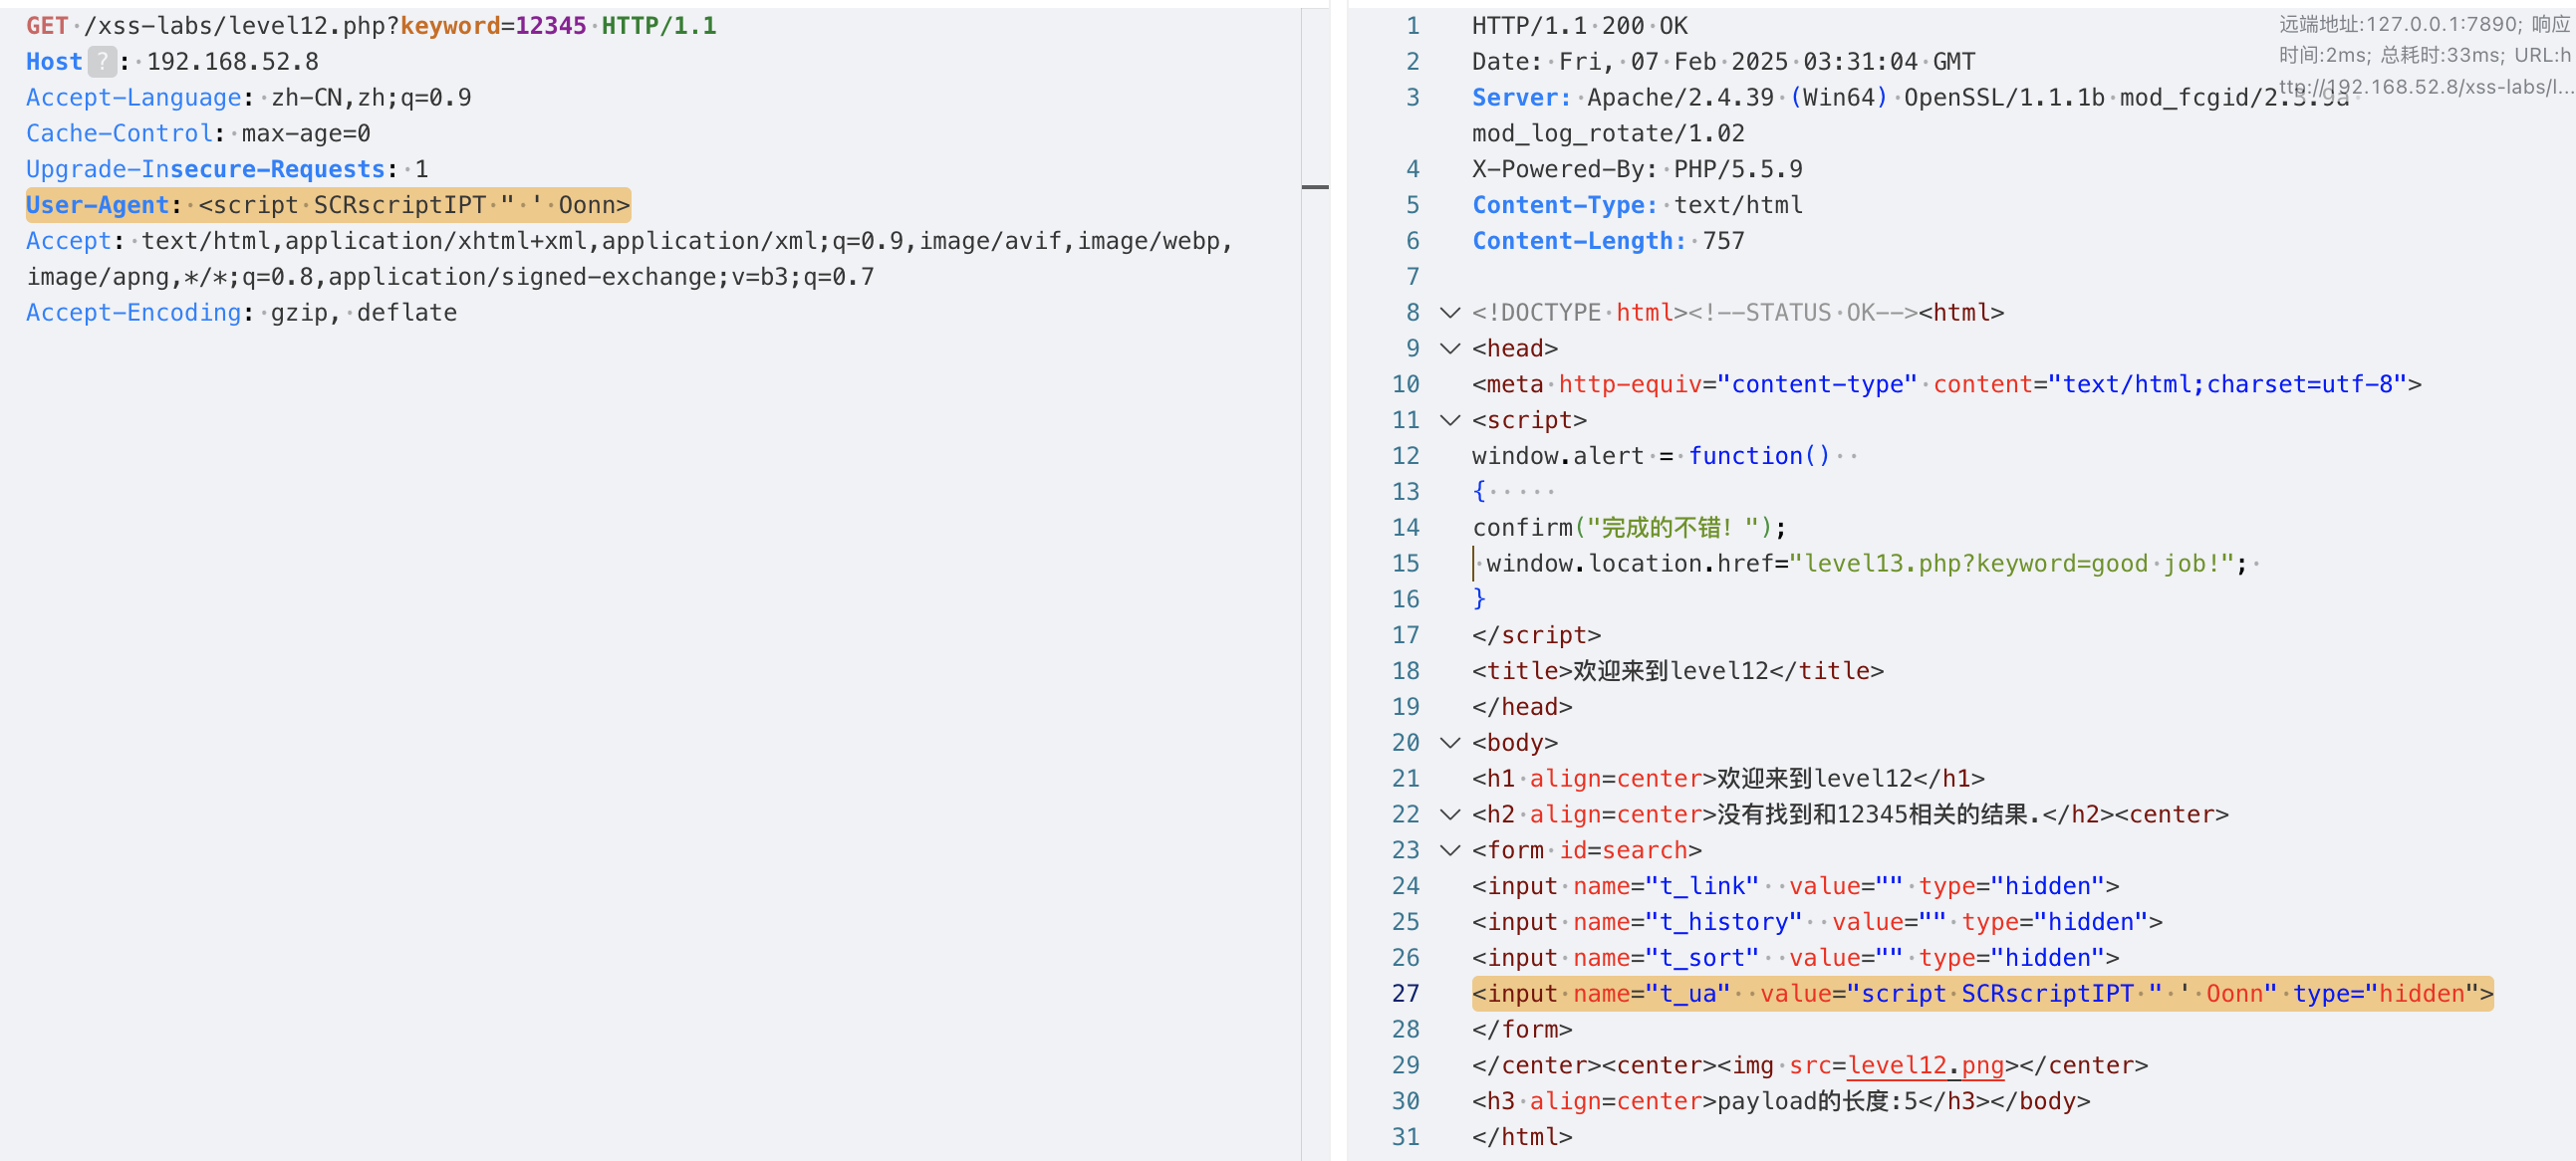 GET /xss-labs/level12.php?keyword=12345 HTTP/1.1
Host ? : 192.168.52.8
Accept-Language: zh-CN,zh;q=0.9
Cache-Control: max-age=0
Upgrade-Insecure-Requests: 1
User-Agent: <script SCRscriptIPT " ' Oonn>
Accept: text/html,application/xhtml+xml,application/xml;q=0.9,image/avif,image/webp,
image/apng,*/*;q=0.8,application/signed-exchange;v=b3;q=0.7
Accept-Encoding: gzip, deflate
远端地址:127.0.0.1:7890; 响应
时间:2ms; 总耗时:33ms; URL:h
ttp://192.168.52.8/xss-labs/l...
1 HTTP/1.1 200 OK
2 Date: Fri, 07 Feb 2025 03:31:04 GMT
3 Server: Apache/2.4.39 (Win64) OpenSSL/1.1.1b mod_fcgid/2.3.9a
mod_log_rotate/1.02
4 X-Powered-By: PHP/5.5.9
5 Content-Type: text/html
6 Content-Length: 757
7
8 <!DOCTYPE html><!--STATUS OK--><html>
9 <head>
10 <meta http-equiv="content-type" content="text/html;charset=utf-8">
11 <script>
12 window.alert = function()
13 {
14 confirm("完成的不错！");
15  window.location.href="level13.php?keyword=good job!";
16 }
17 </script>
18 <title>欢迎来到level12</title>
19 </head>
20 <body>
21 <h1 align=center>欢迎来到level12</h1>
22 <h2 align=center>没有找到和12345相关的结果.</h2><center>
23 <form id=search>
24 <input name="t_link"  value="" type="hidden">
25 <input name="t_history"  value="" type="hidden">
26 <input name="t_sort"  value="" type="hidden">
27 <input name="t_ua"  value="script SCRscriptIPT " ' Oonn" type="hidden">
28 </form>
29 </center><center><img src=level12.png></center>
30 <h3 align=center>payload的长度:5</h3></body>
31 </html>